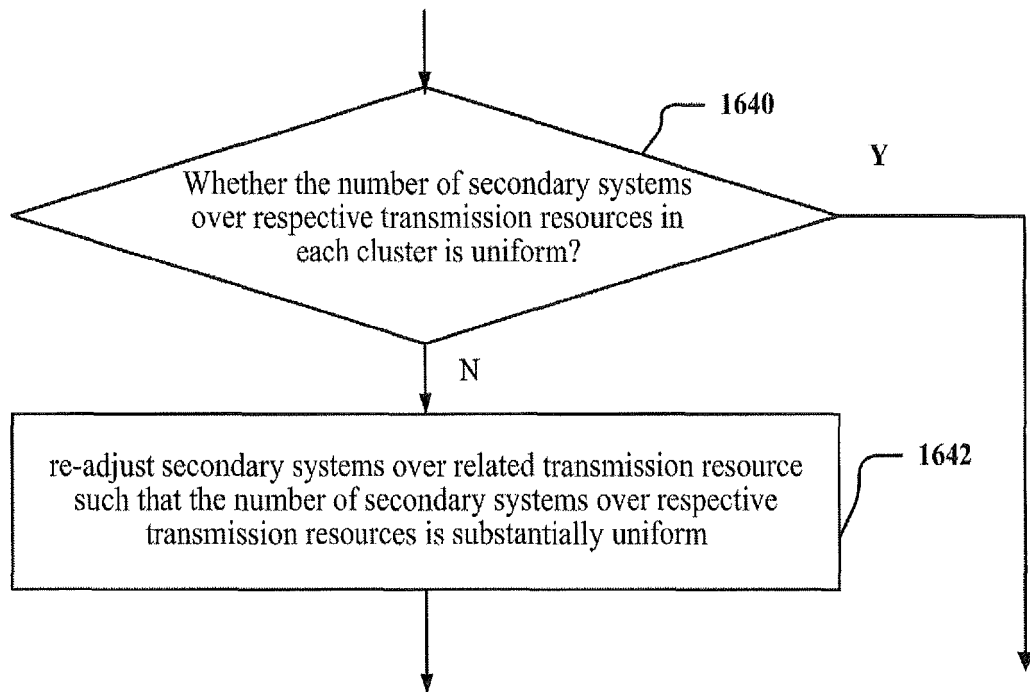 1640
Y
Whether the number of secondary systems
over respective transmission resources in
each cluster is uniform?
N
re-adjust secondary systems over related transmission resource
such that the number of secondary systems over respective
transmission resources is substantially uniform
1642